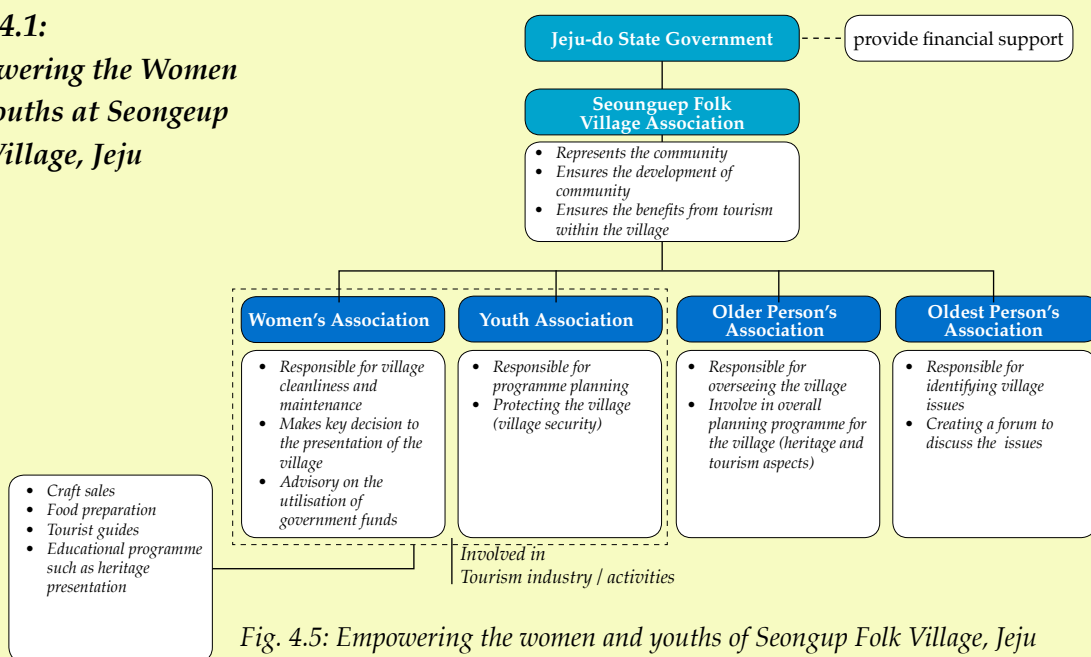 4.1:
wering the Women
ouths at Seongeup
Village, Jeju
Jeju-do State Government
provide financial support
Seounguep Folk
Village Association
• Represents the community
• Ensures the development of
community
• Ensures the benefits from tourism
within the village
Women's Association
• Responsible for village
cleanliness and
maintenance
• Makes key decision to
the presentation of the
village
• Advisory on the
utilisation of
government funds
Youth Association
• Responsible for
programme planning
• Protecting the village
(village security)
Older Person's
Association
• Responsible for
overseeing the village
• Involve in overall
planning programme for
the village (heritage and
tourism aspects)
Oldest Person's
Association
• Responsible for
identifying village
issues
• Creating a forum to
discuss the issues
• Craft sales
• Food preparation
• Tourist guides
• Educational programme
such as heritage
presentation
Involved in
Tourism industry / activities
Fig. 4.5: Empowering the women and youths of Seongup Folk Village, Jeju